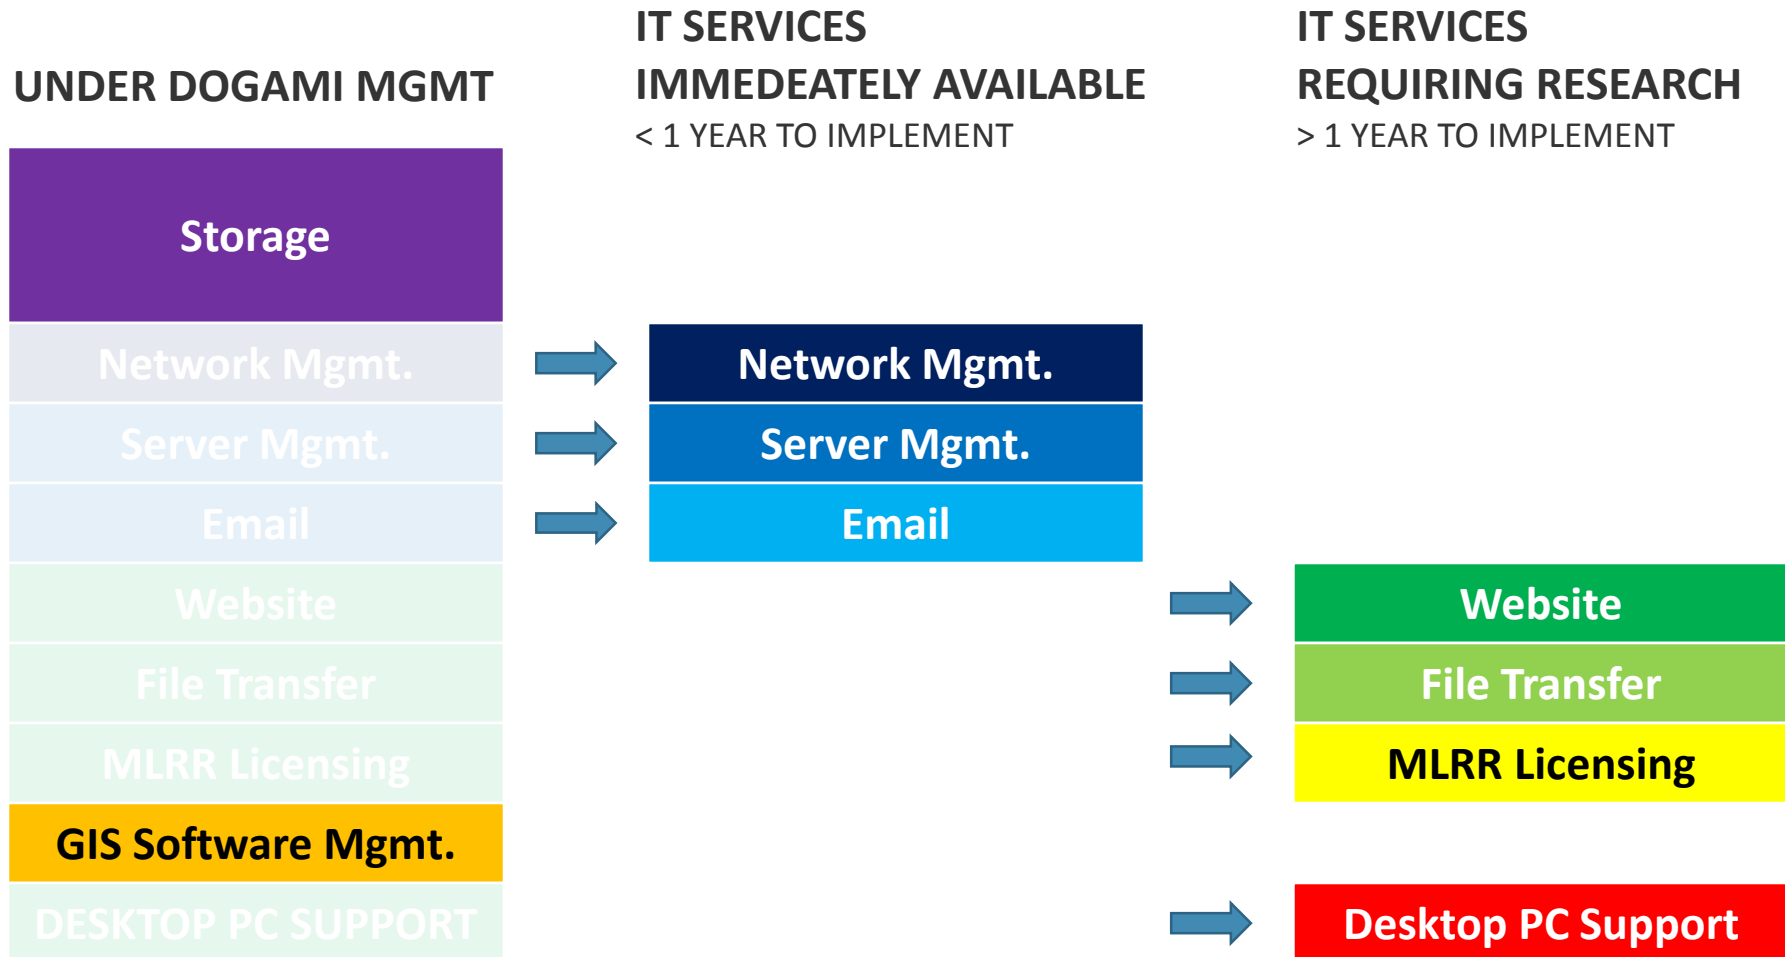 UNDER DOGAMI MGMT
Storage
Network Mgmt.
Server Mgmt.
Email
Website
File Transfer
MLRR Licensing
GIS Software Mgmt.
DESKTOP PC SUPPORT
IT SERVICES
IMMEDEATELY AVAILABLE
< 1 YEAR TO IMPLEMENT
Network Mgmt.
Server Mgmt.
Email
IT SERVICES
REQUIRING RESEARCH
> 1 YEAR TO IMPLEMENT
Website
File Transfer
MLRR Licensing
Desktop PC Support